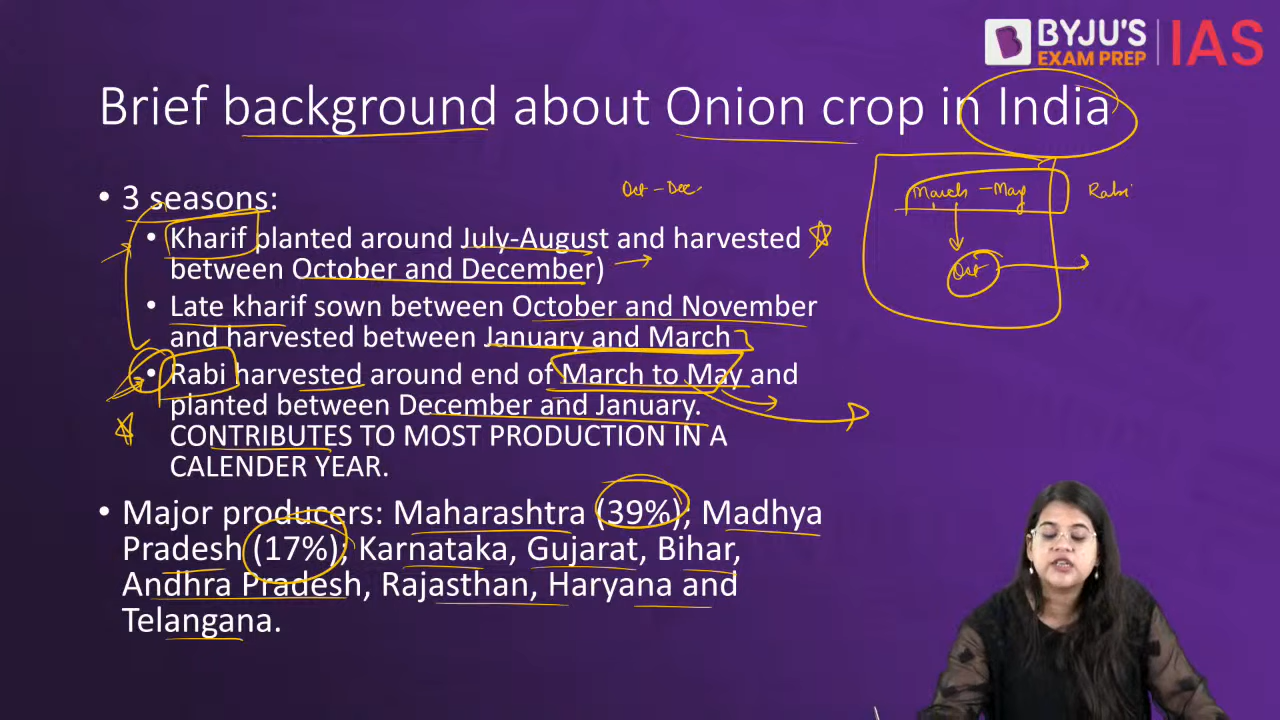 BYJU'S
EXAM PREP
IAS
Brief background about Onion crop in India
• 3 seasons:
Oct - Dec
March - May
Rabi
Oct
• Kharif planted around July-August and harvested
between October and December)
• Late kharif sown between October and November
and harvested between January and March
• Rabi harvested around end of March to May and
planted between December and January.
CONTRIBUTES TO MOST PRODUCTION IN A
CALENDER YEAR.
• Major producers: Maharashtra (39%), Madhya
Pradesh (17%), Karnataka, Gujarat, Bihar,
Andhra Pradesh, Rajasthan, Haryana and
Telangana.